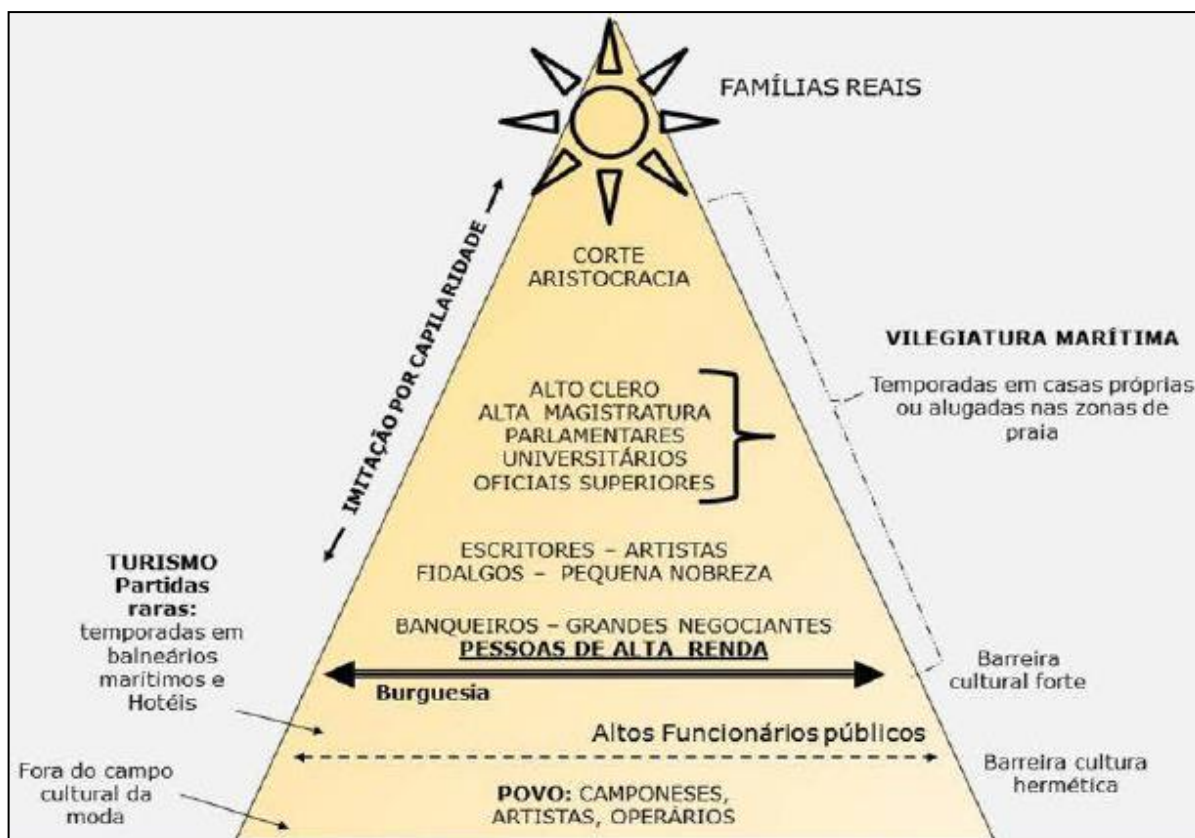 FAMÍLIAS REAIS
IMITAÇÃO POR CAPILARIDADE
CORTE
ARISTOCRACIA
VILEGIATURA MARÍTIMA
Temporadas em casas próprias
ou alugadas nas zonas de
praia
ALTO CLERO
ALTA MAGISTRATURA
PARLAMENTARES
UNIVERSITÁRIOS
OFICIAIS SUPERIORES
ESCRITORES – ARTISTAS
FIDALGOS – PEQUENA NOBREZA
TURISMO
Partidas
raras:
temporadas em
balneários
marítimos e
Hotéis
BANQUEIROS – GRANDES NEGOCIANTES
PESSOAS DE ALTA RENDA
Burguesia
Barreira
cultural forte
Altos Funcionários públicos
Fora do campo
cultural da
moda
Barreira cultura
hermética
POVO: CAMPONESES,
ARTISTAS, OPERÁRIOS